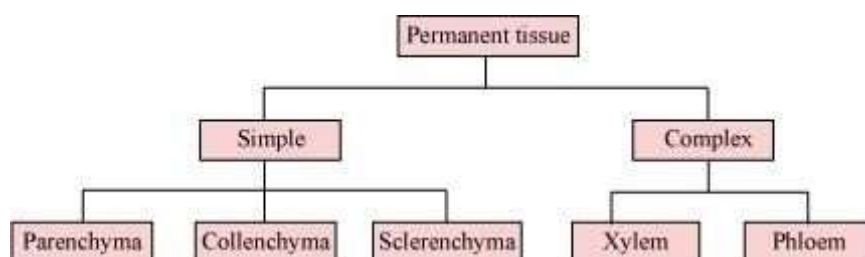 Permanent tissue
Simple
Complex
Parenchyma
Collenchyma
Sclerenchyma
Xylem
Phloem